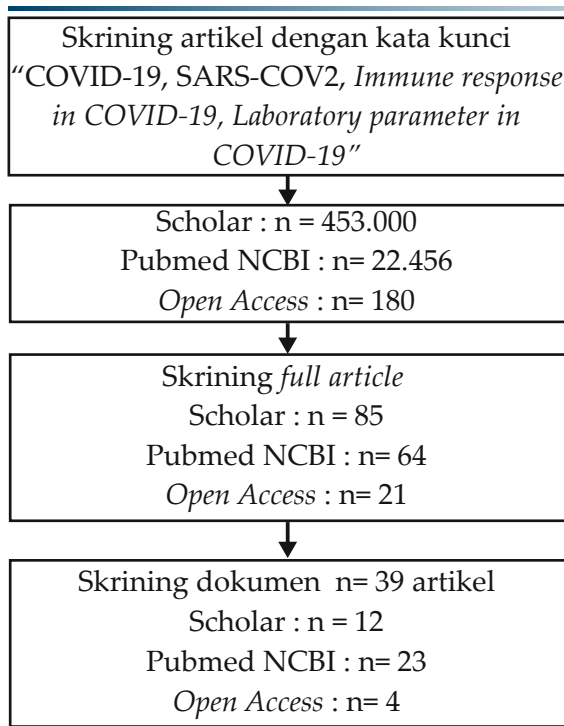 Skrining artikel dengan kata kunci
“COVID-19, SARS-COV2, Immune response
in COVID-19, Laboratory parameter in
COVID-19”
Scholar : n = 453.000
Pubmed NCBI : n= 22.456
Open Access : n= 180
Skrining full article
Scholar : n = 85
Pubmed NCBI : n= 64
Open Access : n= 21
Skrining dokumen n= 39 artikel
Scholar : n = 12
Pubmed NCBI : n= 23
Open Access : n= 4